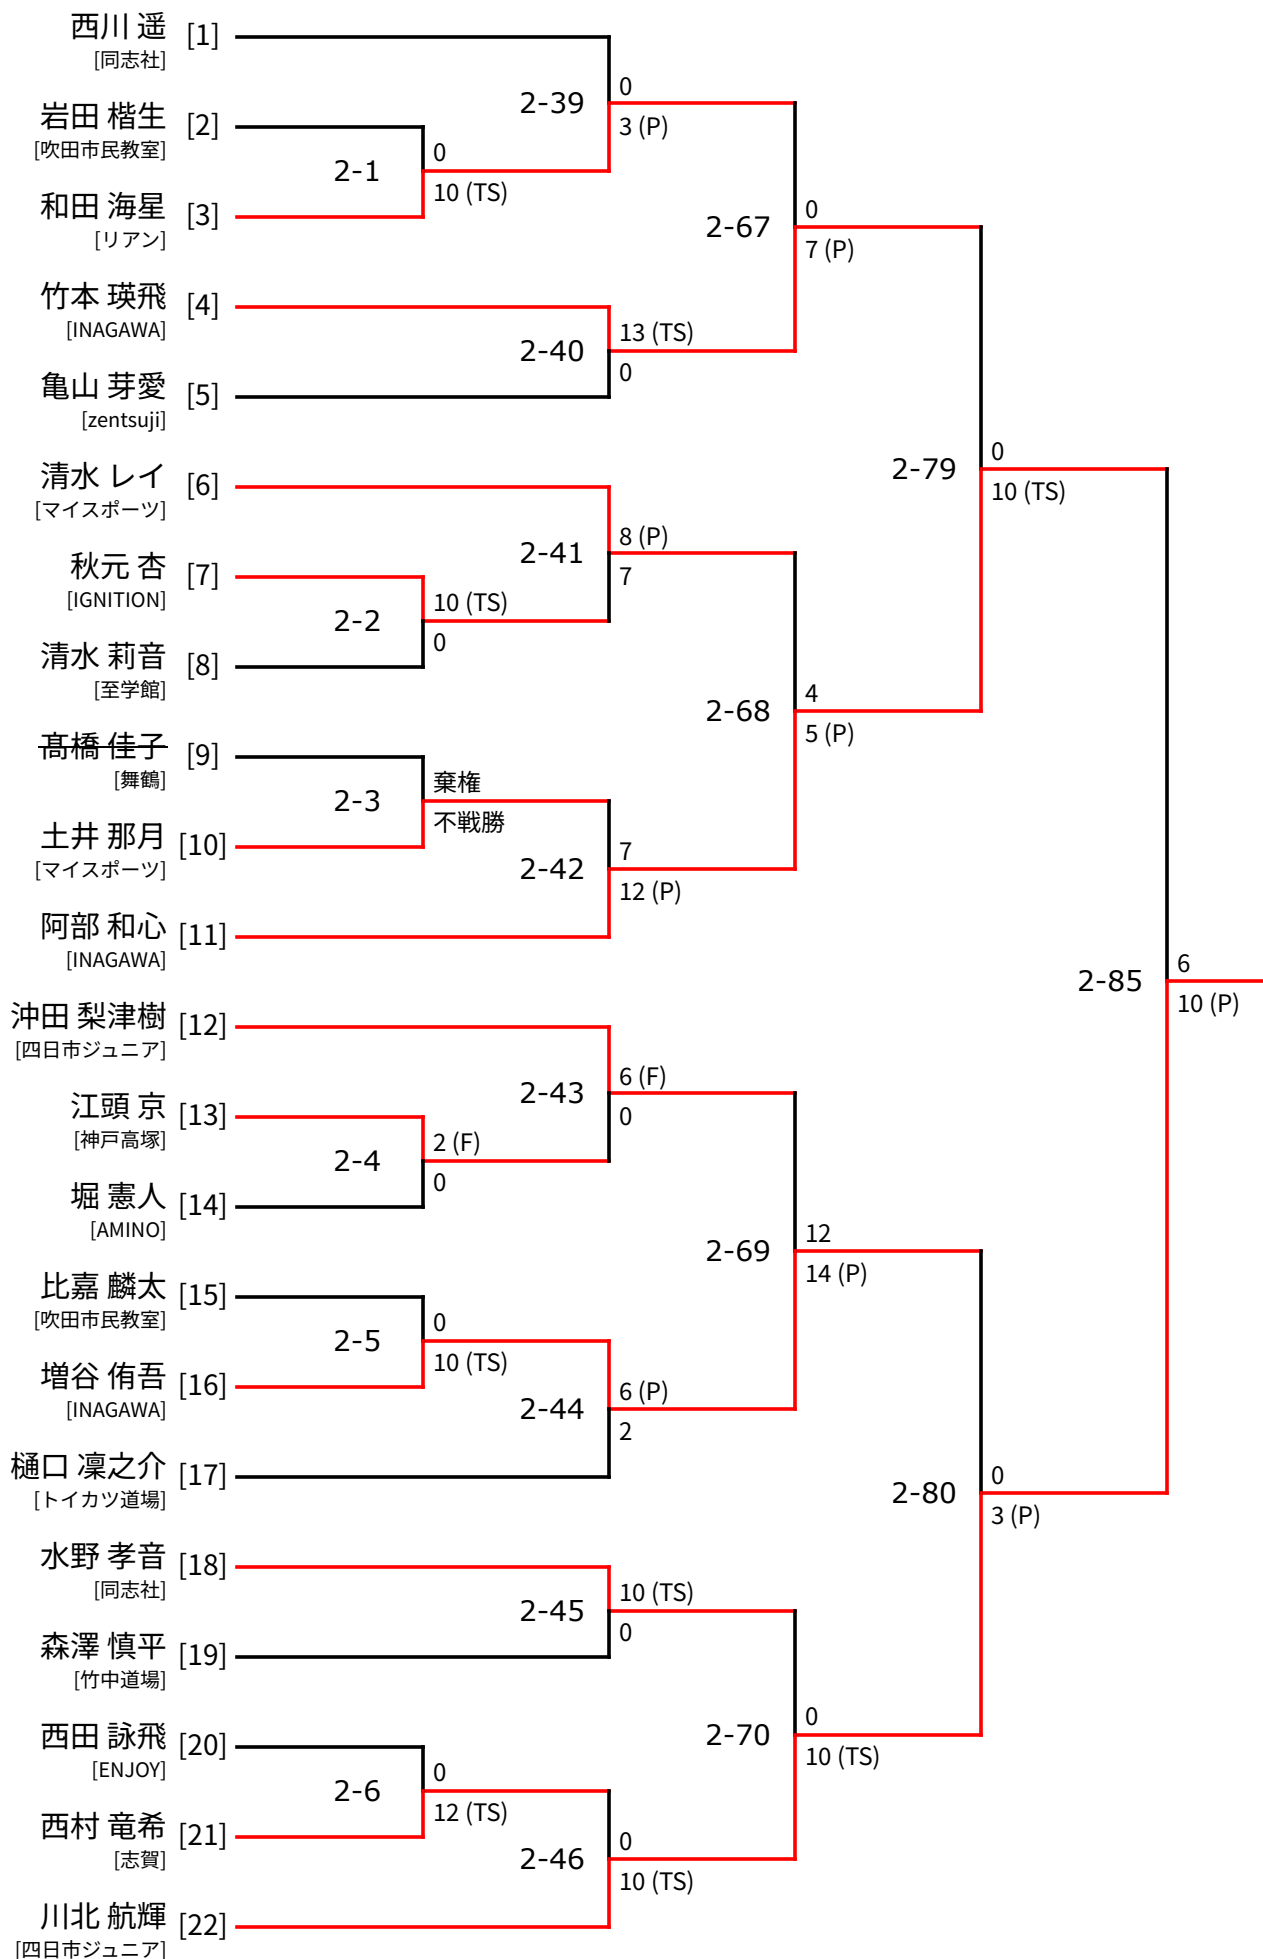 西川 遥 [1]
[同志社]
岩田 楷生 [2]
[吹田市民教室]
和田 海星 [3]
[リアン]
竹本 瑛飛 [4]
[INAGAWA]
亀山 芽愛 [5]
[zentsuji]
清水 レイ [6]
[マイスポーツ]
秋元 杏 [7]
[IGNITION]
清水 莉音 [8]
[至学館]
髙橋 佳子 [9]
[舞鶴]
土井 那月 [10]
[マイスポーツ]
阿部 和心 [11]
[INAGAWA]
沖田 梨津樹 [12]
[四日市ジュニア]
江頭 京 [13]
[神戸高塚]
堀 憲人 [14]
[AMINO]
比嘉 麟太 [15]
[吹田市民教室]
増谷 侑吾 [16]
[INAGAWA]
樋口 凜之介 [17]
[トイカツ道場]
水野 孝音 [18]
[同志社]
森澤 慎平 [19]
[竹中道場]
西田 詠飛 [20]
[ENJOY]
西村 竜希 [21]
[志賀]
川北 航輝 [22]
[四日市ジュニア]
2-1
0
10 (TS)
2-2
10 (TS)
0
2-3
棄権
不戦勝
2-4
2 (F)
0
2-5
0
10 (TS)
2-6
0
12 (TS)
2-39
0
3 (P)
2-40
13 (TS)
0
2-41
8 (P)
7
2-42
7
12 (P)
2-43
6 (F)
0
2-44
6 (P)
2
2-45
10 (TS)
0
2-46
0
10 (TS)
2-67
0
7 (P)
2-68
4
5 (P)
2-69
12
14 (P)
2-70
0
10 (TS)
2-79
0
10 (TS)
2-80
0
3 (P)
2-85
6
10 (P)